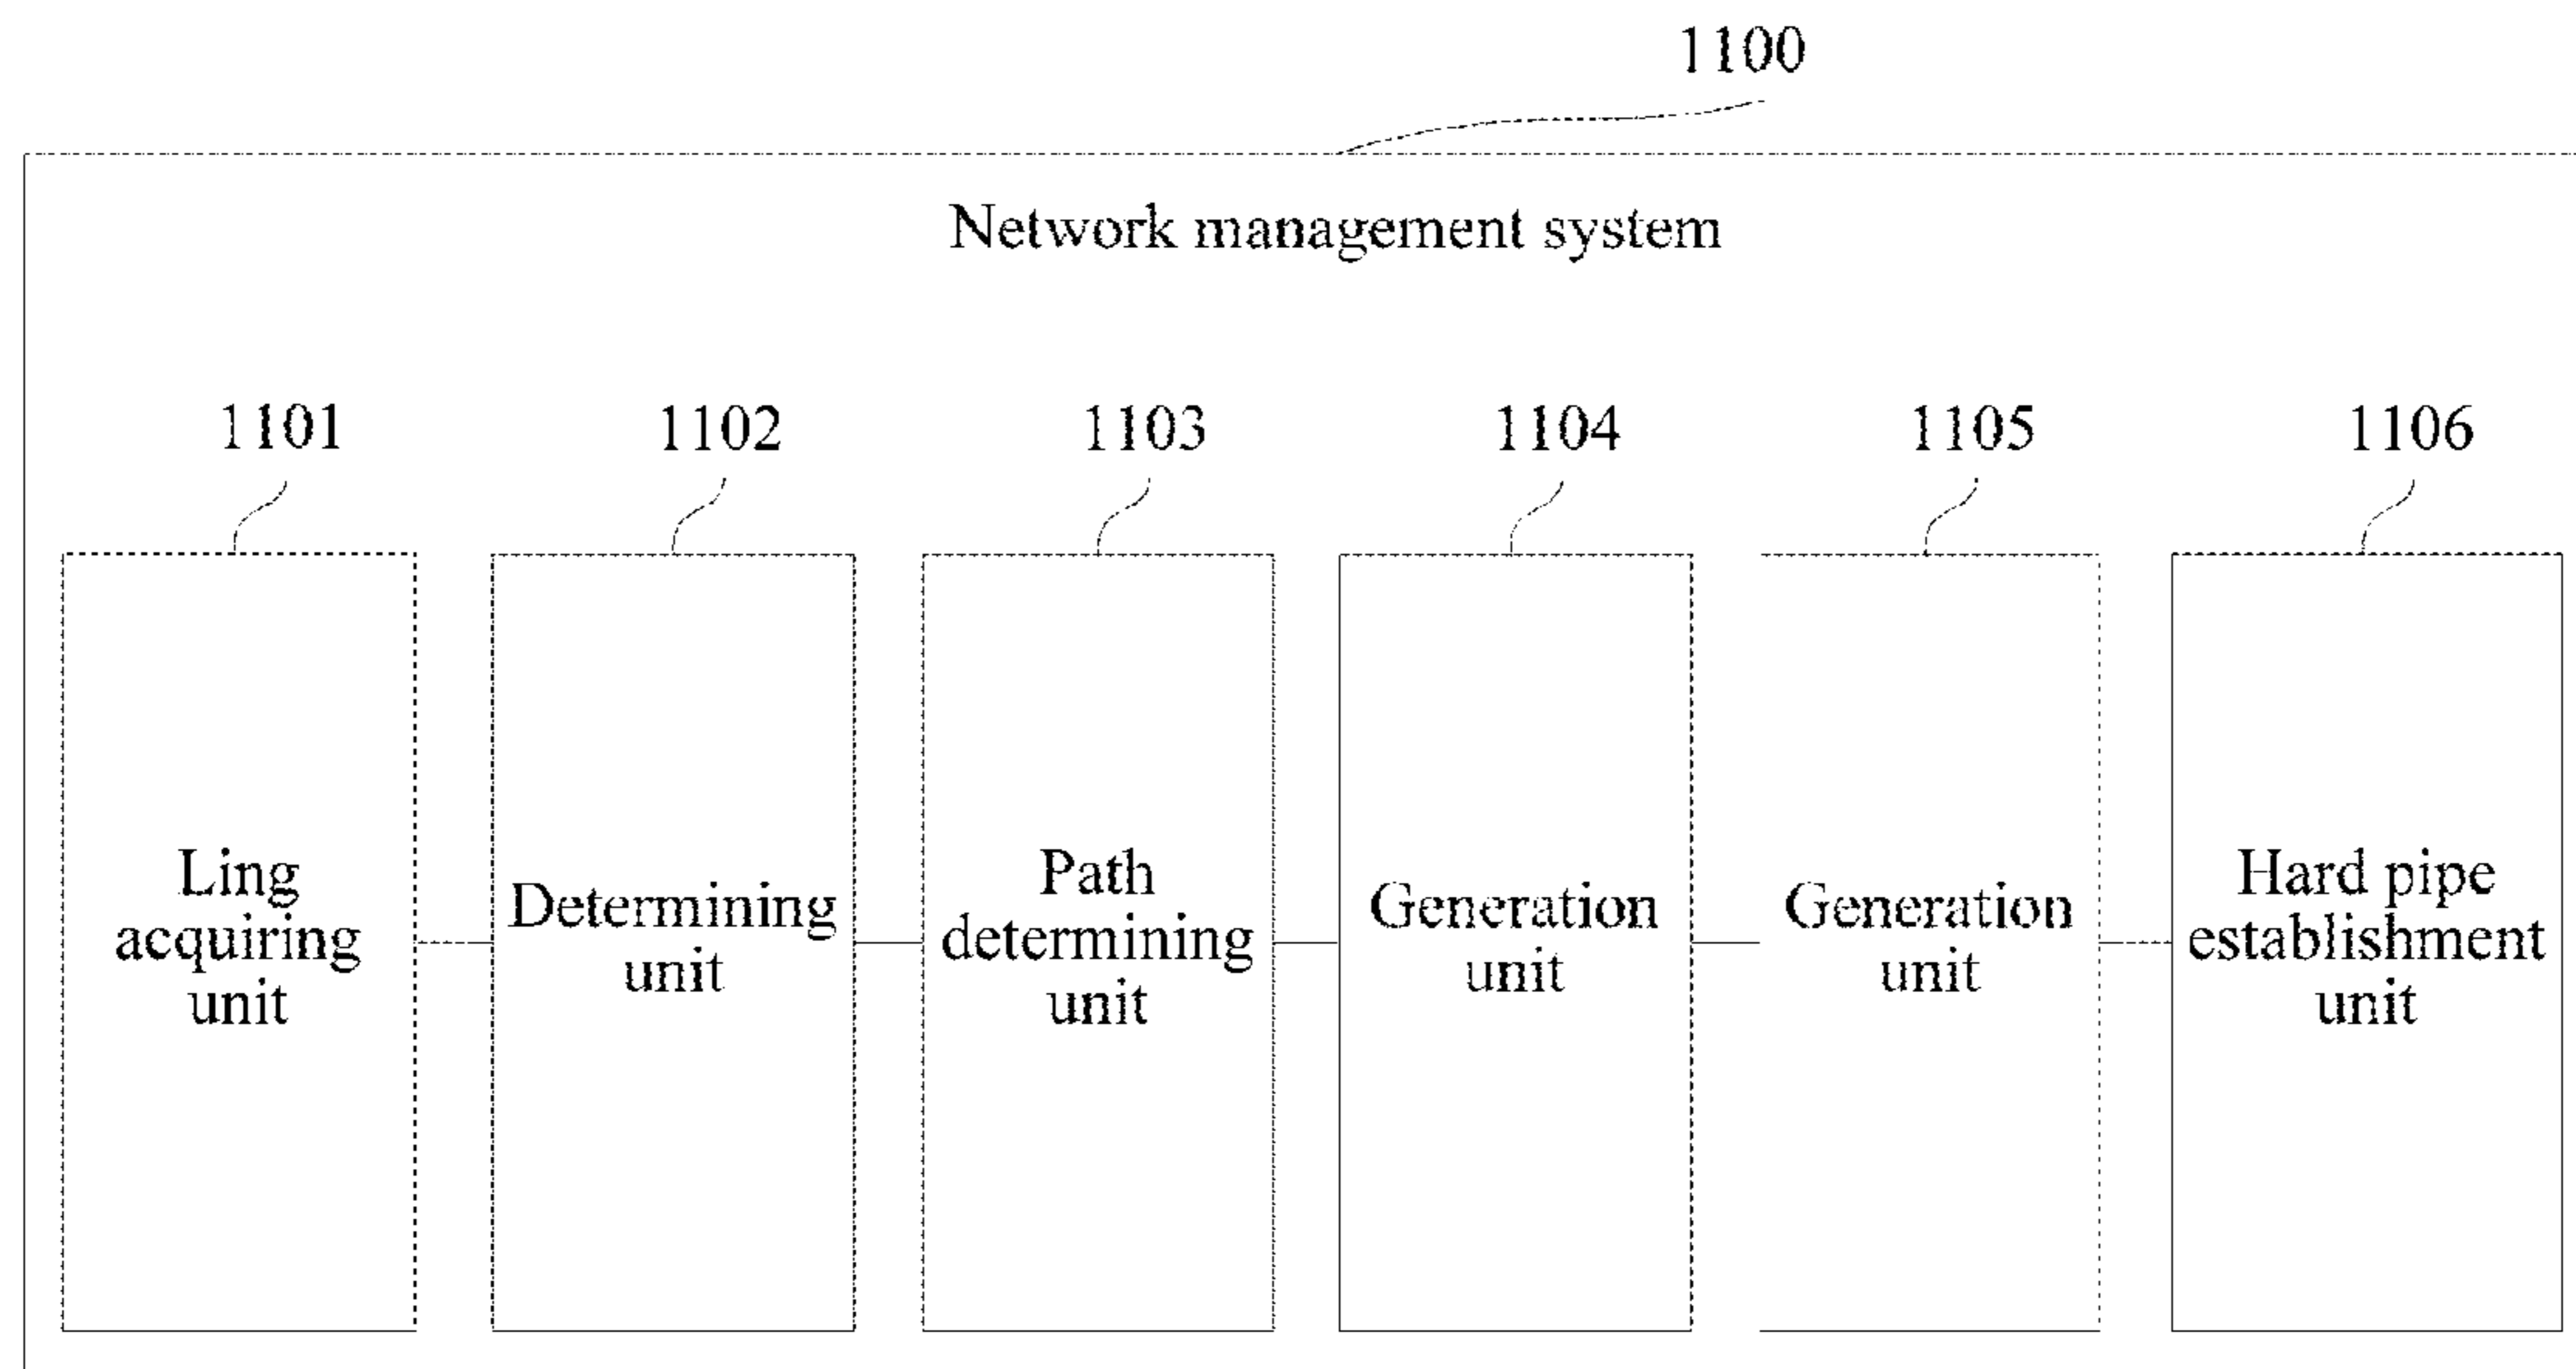 1100
Network management system
1101
1102
1103
1104
1105
1106
Ling
acquiring
unit
Determining
unit
Path
determining
unit
Generation
unit
Generation
unit
Hard pipe
establishment
unit